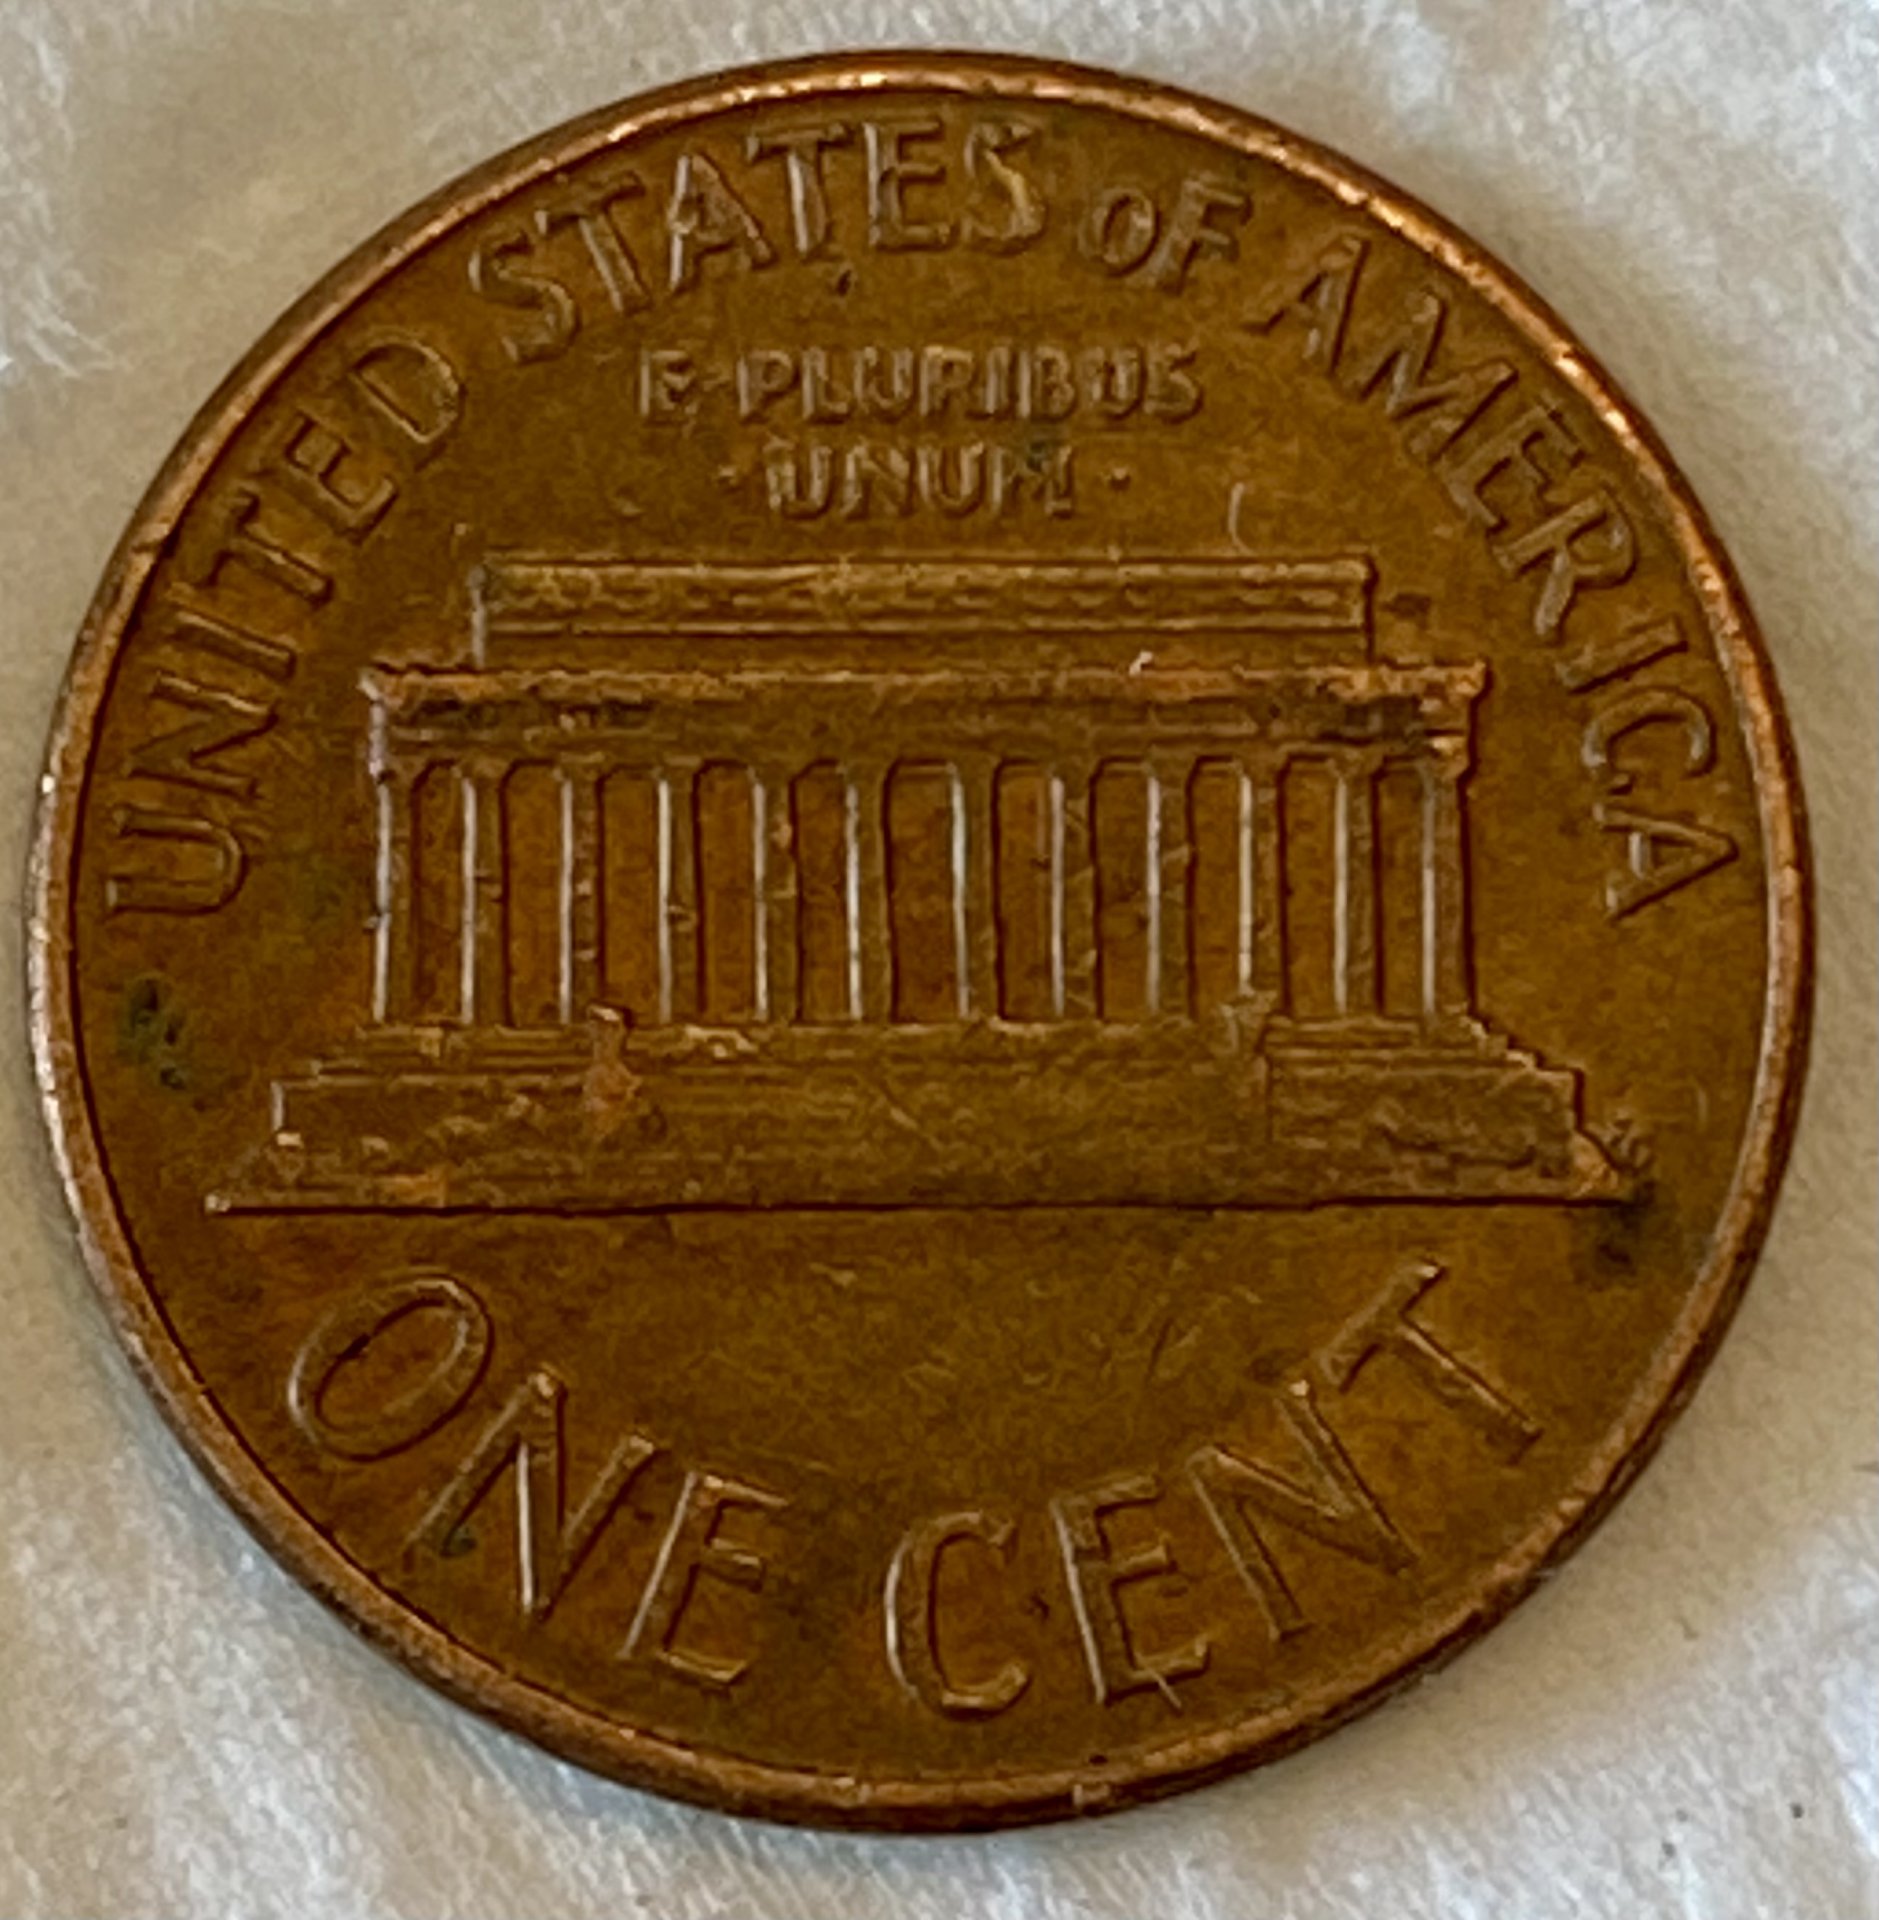 UNITED STATES OF AMERICA
E·PLURIBUS
·UNUM·
ONE CENT